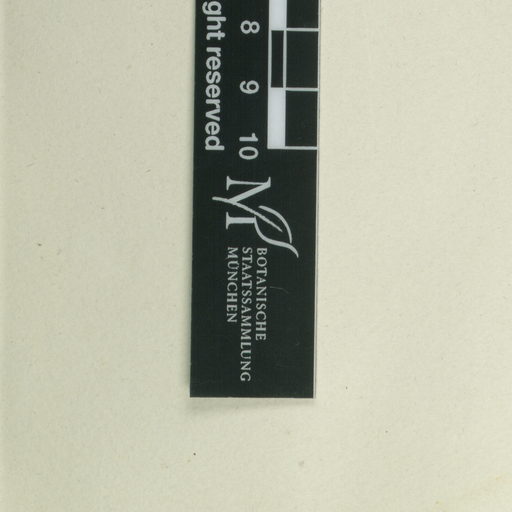 8 9 10
ght reserved
M
BOTANISCHE
STAATSSAMMLUNG
MÜNCHEN